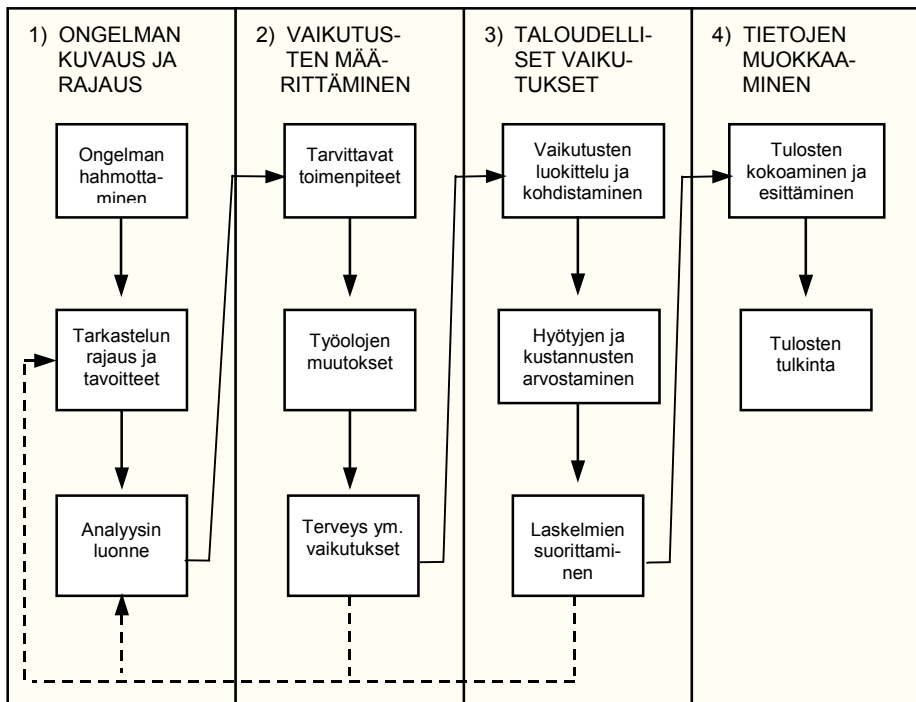 1) ONGELMAN
KUVAUS JA
RAJAUS
Ongelman
hahmotta-
minen
Tarkastelun
rajaus ja
tavoitteet
Analyysin
luonne
2) VAIKUTUS-
TEN MÄÄ-
RITTÄMINEN
Tarvittavat
toimenpiteet
Työolojen
muutokset
Terveys ym.
vaikutukset
3) TALOUDELLI-
SET VAIKU-
TUKSET
Vaikutusten
luokittelu ja
kohdistaminen
Hyötyjen ja
kustannusten
arvostaminen
Laskelmien
suorittami-
nen
4) TIETOJEN
MUOKKAA-
MINEN
Tulosten
kokoaminen ja
esittäminen
Tulosten
tulkinta